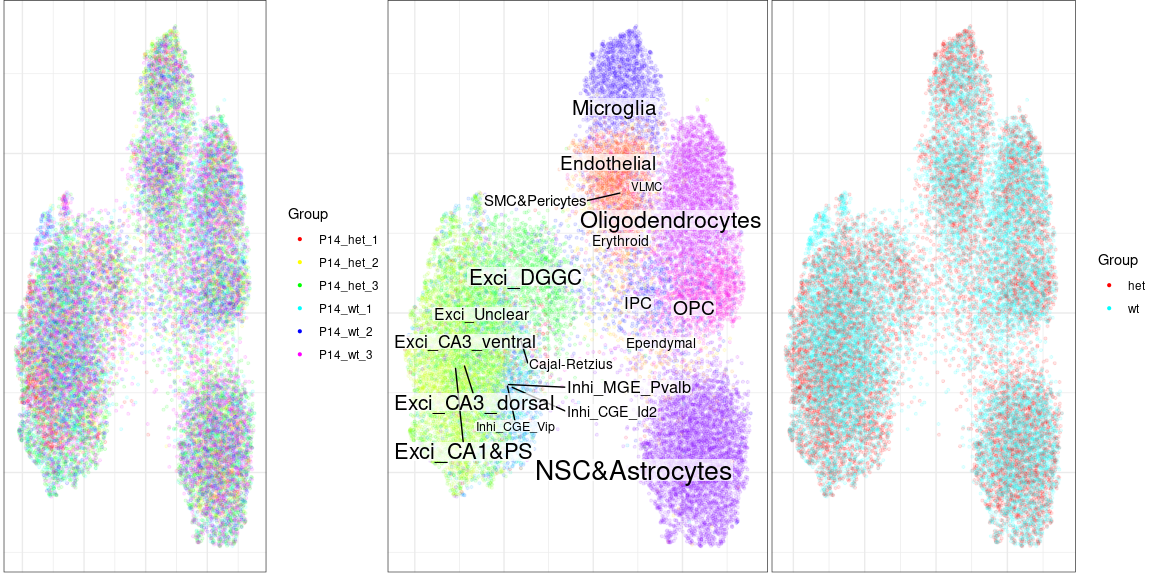 Group
P14_het_1
P14_het_2
P14_het_3
P14_wt_1
P14_wt_2
P14_wt_3
Microglia
Endothelial
VLMC
SMC&Pericytes
Oligodendrocytes
Erythroid
Exci_DGGC
IPC
OPC
Exci_Unclear
Exci_CA3_ventral
Ependymal
Cajal-Retzius
Inhi_MGE_Pvalb
Exci_CA3_dorsal
Inhi_CGE_Id2
Inhi_CGE_Vip
Exci_CA1&PS
NSC&Astrocytes
Group
het
wt